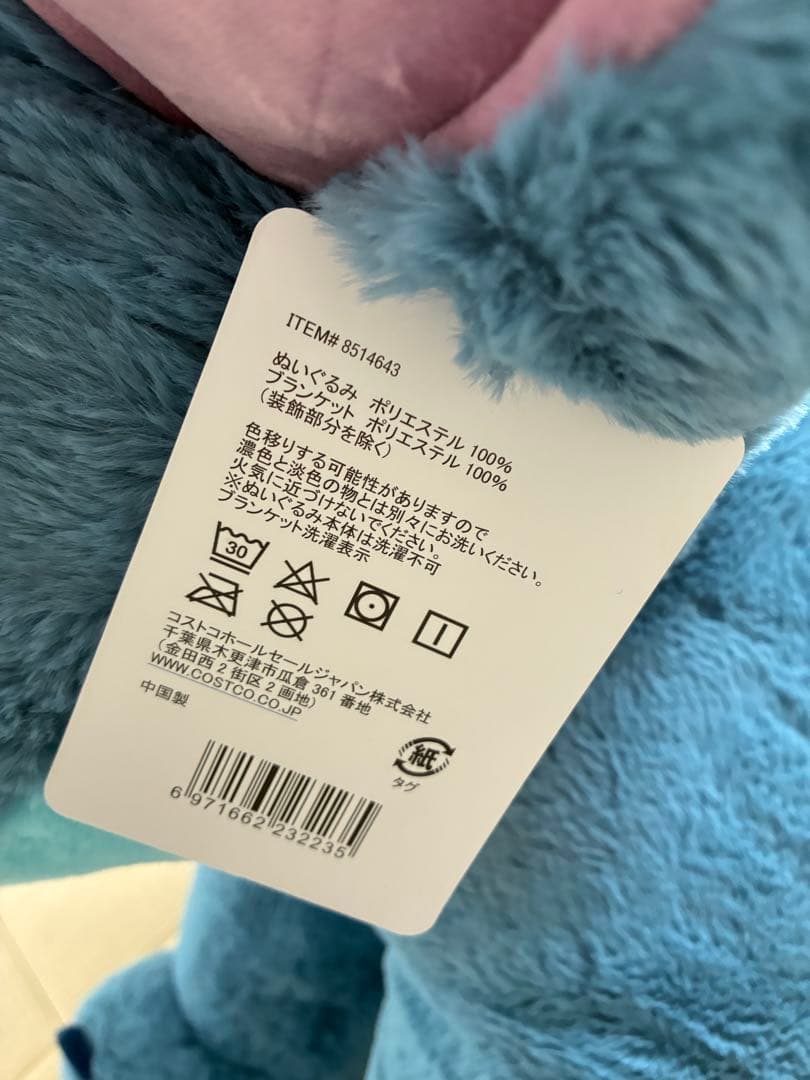 ITEM# 8514643
ぬいぐるみ ポリエステル 100%
ブランケット ポリエステル 100%
(装飾部分を除く)
色移りする可能性がありますので
濃色と淡色の物とは別々にお洗いください。
火気に近づけないでください。
※ぬいぐるみ本体は洗濯不可
ブランケット洗濯表示
30
コストコホールセールジャパン株式会社
千葉県木更津市瓜倉 361 番地
(金田西 2 街区 2 画地)
WWW.COSTCO.CO.JP
中国製
紙
タグ
6 971662 232235